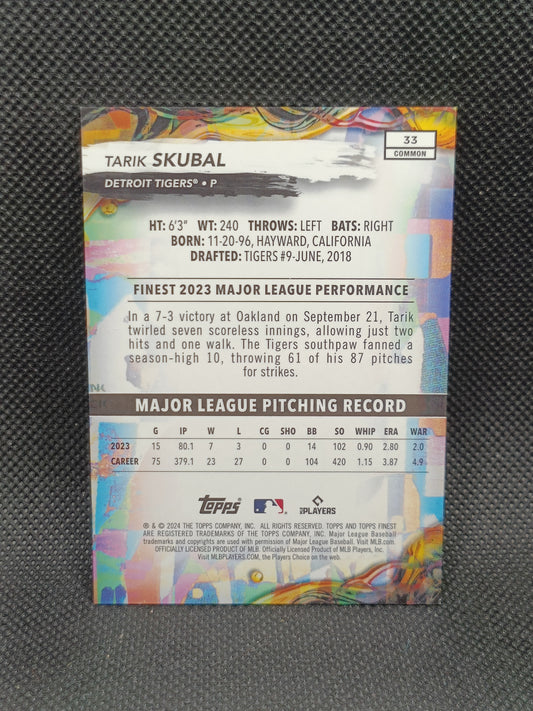 33
COMMON
TARIK SKUBAL
DETROIT TIGERS® • P
HT: 6'3" WT: 240 THROWS: LEFT BATS: RIGHT
BORN: 11-20-96, HAYWARD, CALIFORNIA
DRAFTED: TIGERS #9-JUNE, 2018
FINEST 2023 MAJOR LEAGUE PERFORMANCE
In a 7-3 victory at Oakland on September 21, Tarik
twirled seven scoreless innings, allowing just two
hits and one walk. The Tigers southpaw fanned a
season-high 10, throwing 61 of his 87 pitches
for strikes.
MAJOR LEAGUE PITCHING RECORD
G IP W L CG SHO BB SO WHIP ERA WAR
2023 15 80.1 7 3 0 0 14 102 0.90 2.80 2.0
CAREER 75 379.1 23 27 0 0 104 420 1.15 3.87 4.9
topps PLAYERS
® & © 2024 THE TOPPS COMPANY, INC. ALL RIGHTS RESERVED. TOPPS AND TOPPS FINEST
ARE REGISTERED TRADEMARKS OF THE TOPPS COMPANY, INC. Major League Baseball
trademarks and copyrights are used with permission of Major League Baseball. Visit MLB.com.
OFFICIALLY LICENSED PRODUCT OF MLB. Officially Licensed Product of MLB Players, Inc.
Visit MLBPLAYERS.COM, the Players Choice on the web.